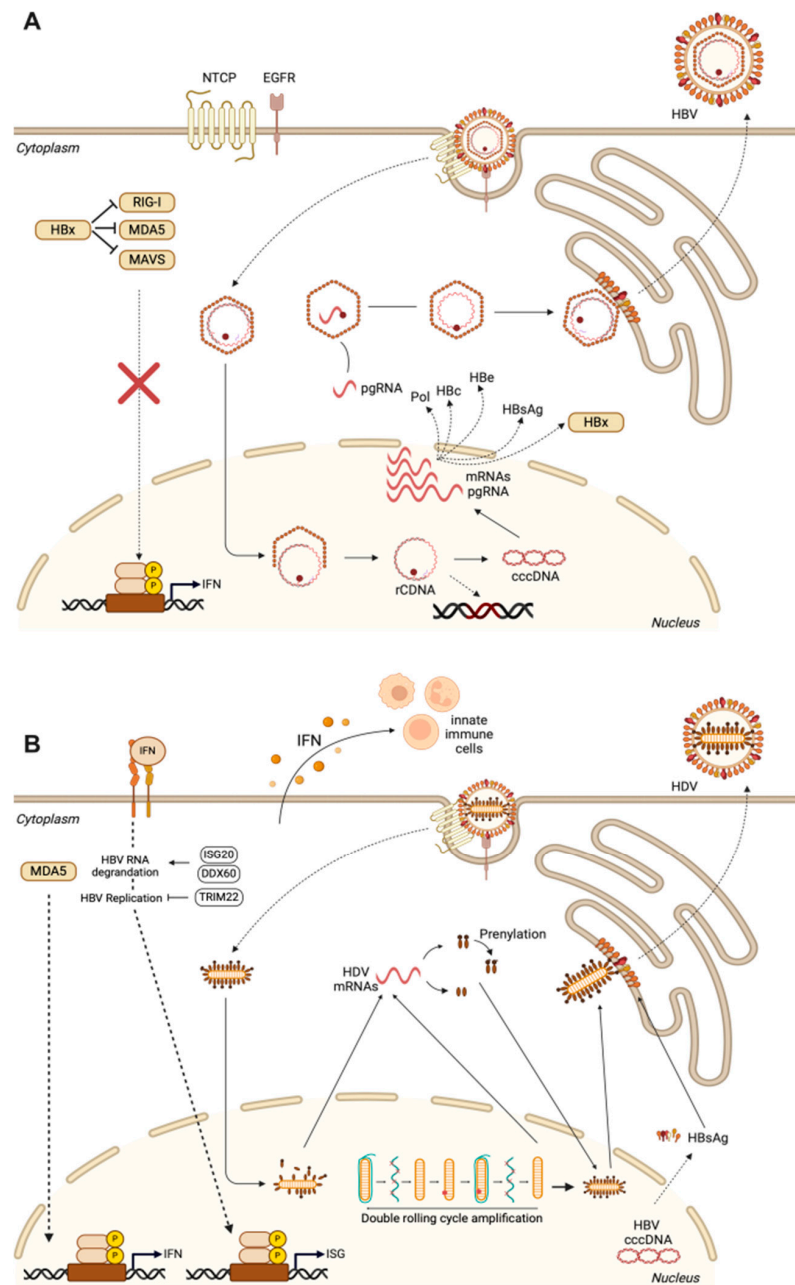 A
NTCP
EGFR
HBV
Cytoplasm
RIG-I
HBx
MDA5
MAVS
pgRNA
Pol
HBc
HBe
HBsAg
HBx
mRNAs
pgRNA
P
P
IFN
rCDNA
cccDNA
Nucleus
B
IFN
IFN
innate
immune
cells
HDV
Cytoplasm
MDA5
HBV RNA
degradation
ISG20
DDX60
HBV Replication
TRIM22
HDV
mRNAs
Prenylation
HBsAg
Double rolling cycle amplification
HBV
cccDNA
P
P
IFN
P
P
ISG
Nucleus